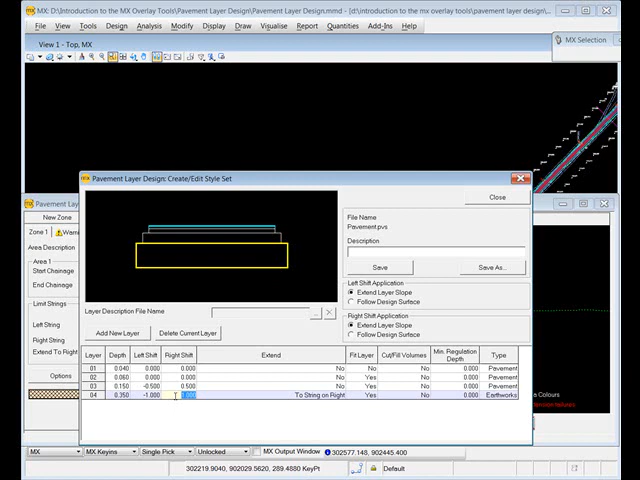 MX: D:\Introduction to the MX Overlay Tools\Pavement Layer Design\Pavement Layer Design.mmd - [d:\introduction to the mx overlay tools\pavement layer design\
File Modify View Tools Design Analysis Modify Display Draw Visualise Report Quantities Add-Ins Help
View 1 - Top, MX
MX Selection
Pavement Layer Design: Create/Edit Style Set
Close
File Name
Pavement.pvs
Description
Save
Save As...
Left Shift Application
Extend Layer Slope
Follow Design Surface
Right Shift Application
Extend Layer Slope
Follow Design Surface
Layer Description File Name
...
Add New Layer
Delete Current Layer
Layer Depth Left Shift Right Shift Extend Fit Layer Cut/Fill Volumes Min. Regulation Depth Type
01 0.040 0.000 0.000 No No No 0.000 Pavement
02 0.060 0.000 0.000 No Yes No 0.000 Pavement
03 0.150 -0.500 0.500 No Yes No 0.000 Pavement
04 0.350 -1.000 To String on Right Yes No 0.000 Earthworks
Pavement Lay
New Zone
Zone 1
Area Description
Area 1
Start Chainage
End Chainage
Limit Strings
Left String
Right String
Extend To Right
Options
a Colours
MX
MX Keyins
Single Pick
Unlocked
MX Output Window
302577.148, 902445.400
302219.9040, 902029.5620, 289.4880 KeyPt
Default